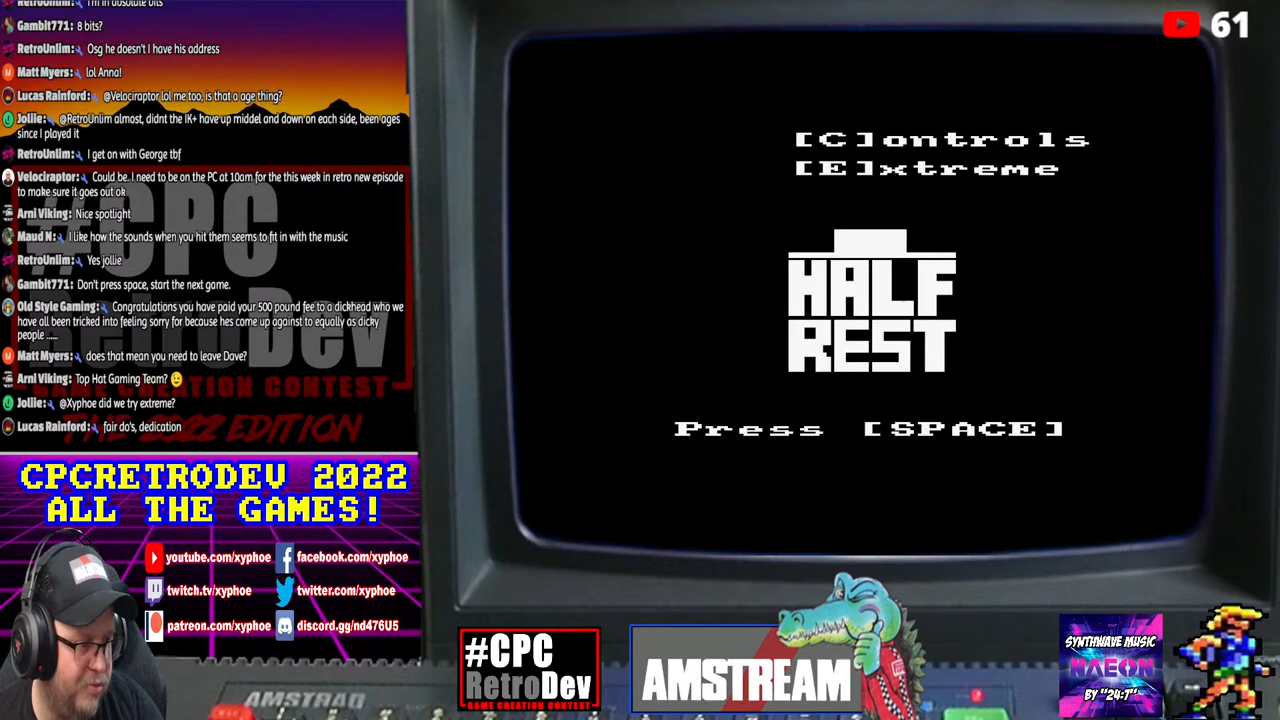 RetroUnlim: I'm in absolute bits
Gambit771: 8 bits?
RetroUnlim: Osg he doesn't I have his address
Matt Myers: lol Anna!
Lucas Rainford: @Velociraptor lol me too, is that a age thing?
Jollie: @RetroUnlim almost, didnt the IK+ have up middel and down on each side, been ages
since I played it
RetroUnlim: I get on with George tbf
Velociraptor: Could be. I need to be on the PC at 10am for the this week in retro new episode
to make sure it goes out ok
Arni Viking: Nice spotlight
Maud N: I like how the sounds when you hit them seems to fit in with the music
RetroUnlim: Yes jollie
Gambit771: Don't press space, start the next game.
Old Style Gaming: Congratulations you have paid your 500 pound fee to a dickhead who we
have all been tricked into feeling sorry for because hes come up against to equally as dicky
people ......
Matt Myers: does that mean you need to leave Dave?
Arni Viking: Top Hat Gaming Team? 😉
Jollie: @Xyphoe did we try extreme?
Lucas Rainford: fair do's, dedication
#CPC
RetroDev
GAME CREATION CONTEST
THE 2022 EDITION
CPCRETRODEV 2022
ALL THE GAMES!
youtube.com/xyphoe
facebook.com/xyphoe
twitch.tv/xyphoe
twitter.com/xyphoe
patreon.com/xyphoe
discord.gg/nd476U5
61
[C]ontrols
[E]xtreme
HALF
REST
Press [SPACE]
AMSTRAD
#CPC
RetroDev
GAME CREATION CONTEST
AMSTREAM
SYNTHWAVE MUSIC
NAEON
BY "24:7"